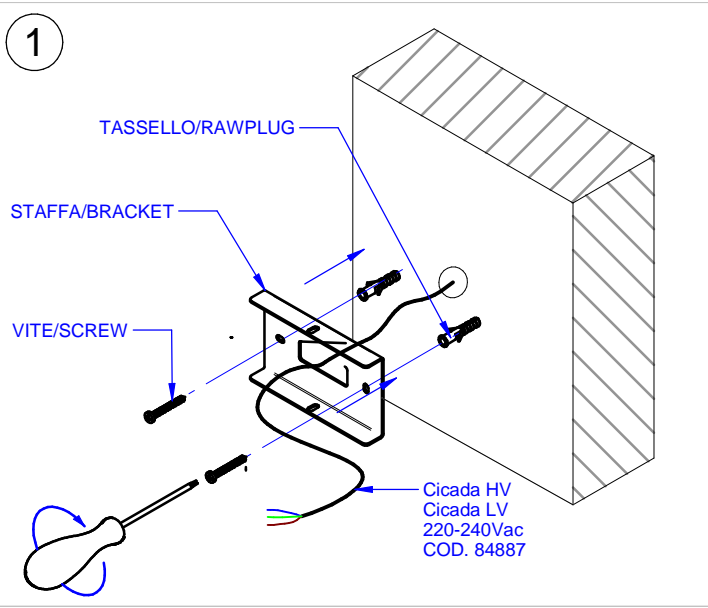 1
TASSELLO/RAWPLUG
STAFFA/BRACKET
VITE/SCREW
Cicada HV
Cicada LV
220-240Vac
COD. 84887